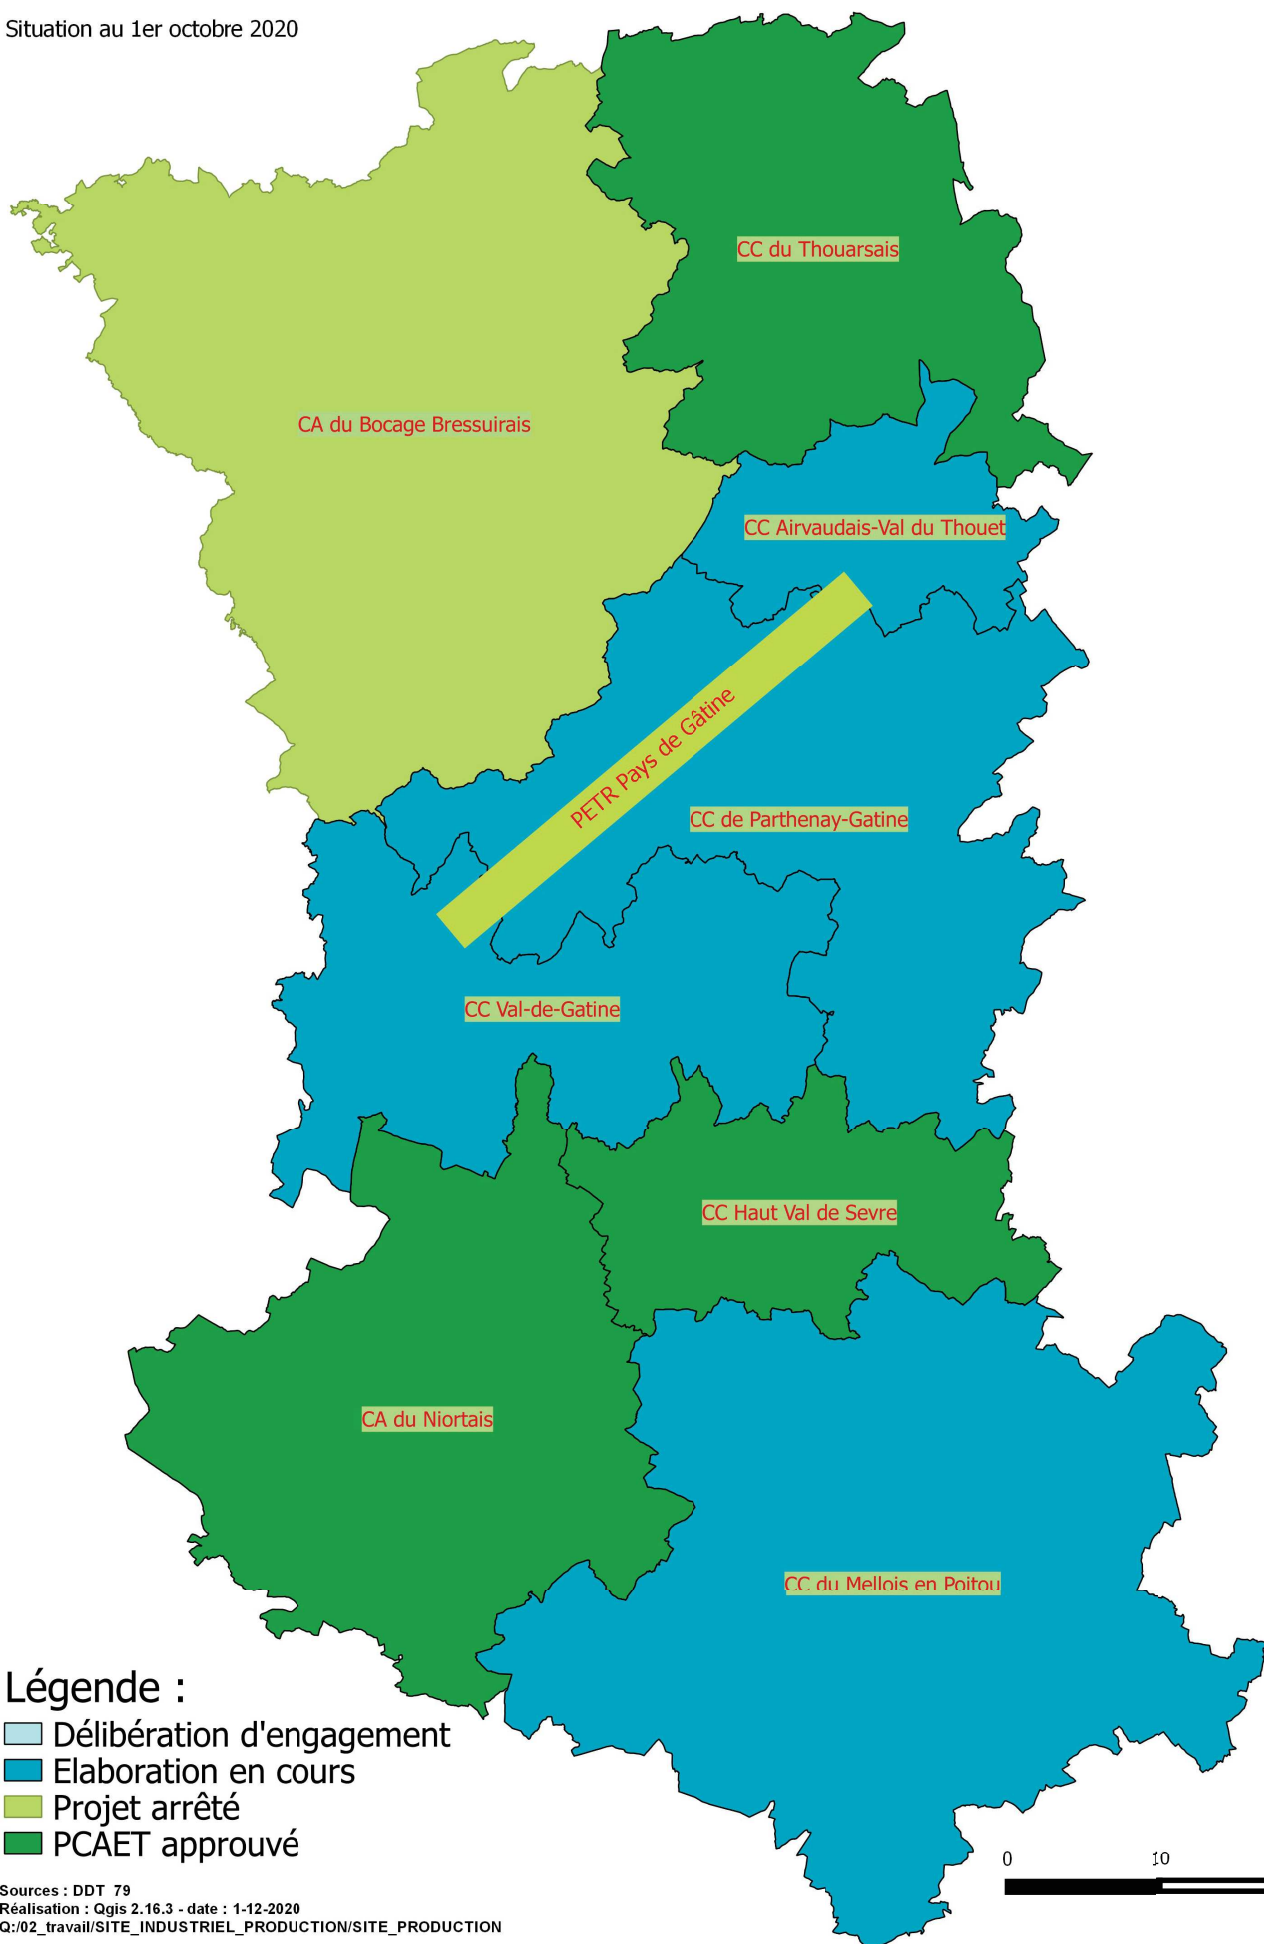 Situation au 1er octobre 2020
CC du Thouarsais
CA du Bocage Bressuirais
CC Airvaudais-Val du Thouet
PETR Pays de Gâtine
CC de Parthenay-Gatine
CC Val-de-Gatine
CC Haut Val de Sevre
CA du Niortais
CC du Mellois en Poitou
Légende :
Délibération d'engagement
Elaboration en cours
Projet arrêté
PCAET approuvé
0 10
Sources : DDT 79
Réalisation : Qgis 2.16.3 - date : 1-12-2020
Q:/02_travail/SITE_INDUSTRIEL_PRODUCTION/SITE_PRODUCTION